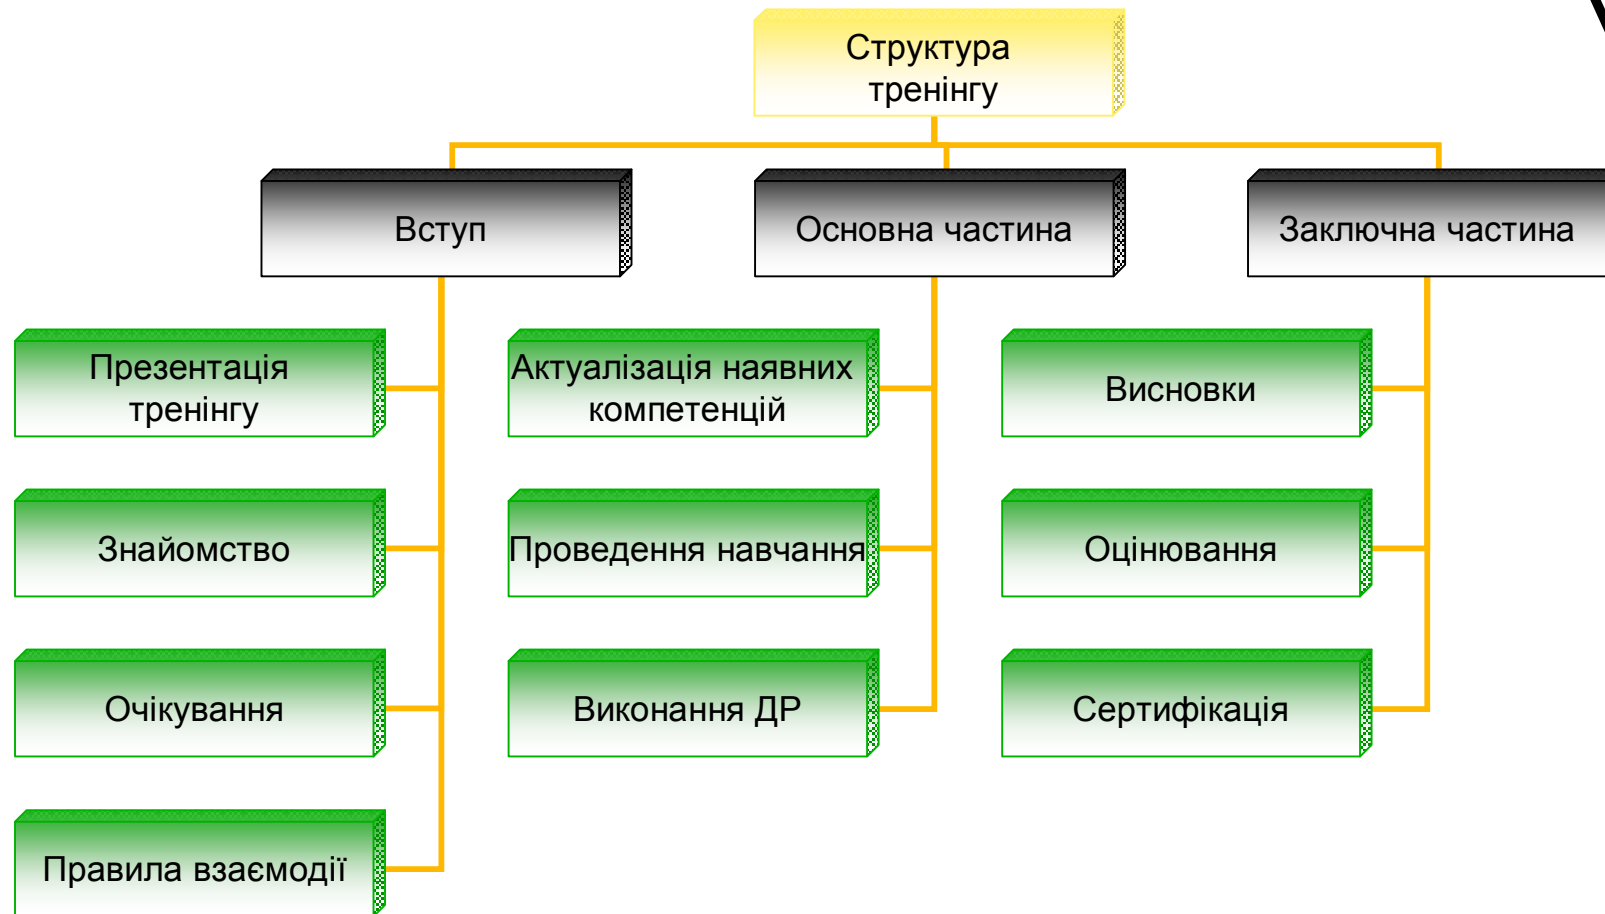 Структура
тренінгу
Вступ
Основна частина
Заключна частина
Презентація
тренінгу
Актуалізація наявних
компетенцій
Висновки
Знайомство
Проведення навчання
Оцінювання
Очікування
Виконання ДР
Сертифікація
Правила взаємодії